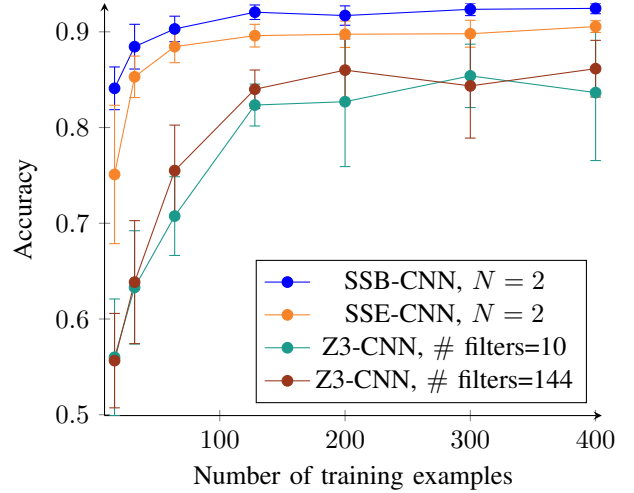 0.9
0.8
0.7
0.6
0.5
Accuracy
SSB-CNN, N = 2
SSE-CNN, N = 2
Z3-CNN, # filters=10
Z3-CNN, # filters=144
100 200 300 400
Number of training examples